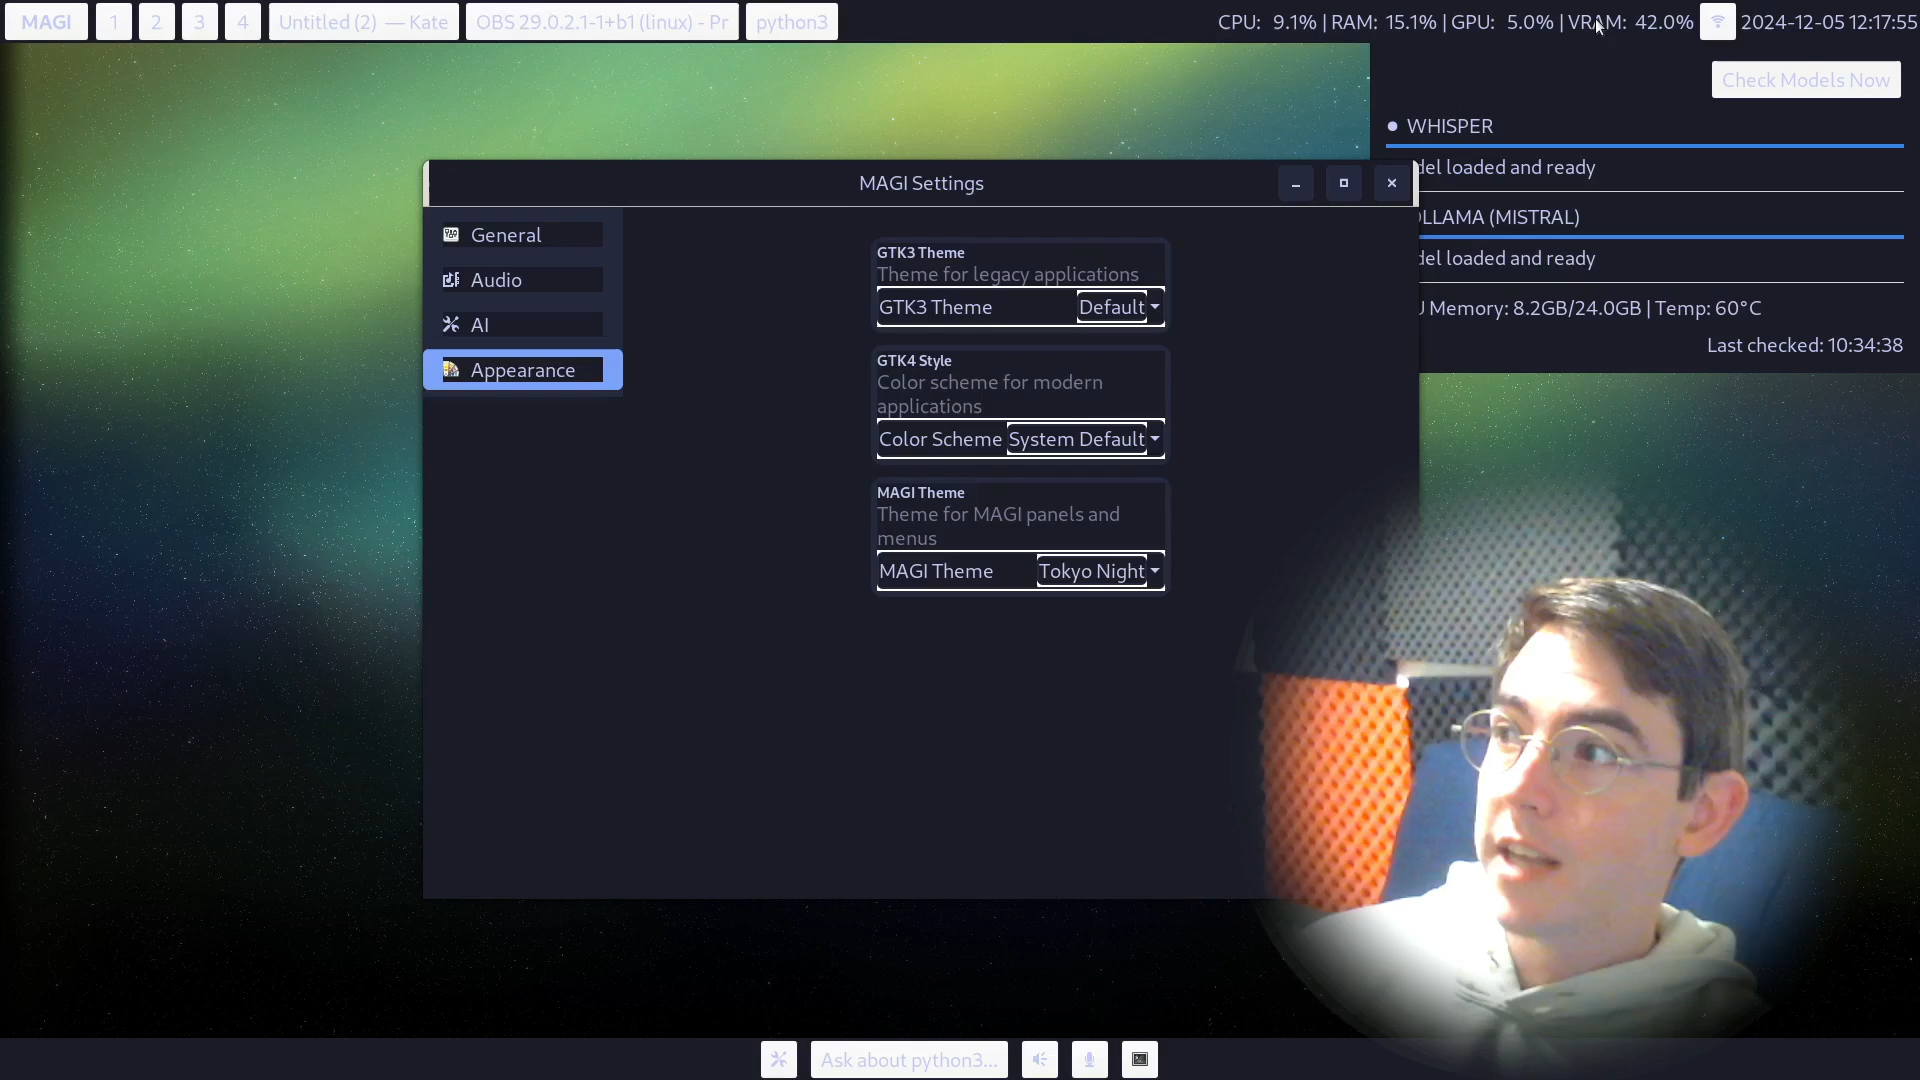 MAGI 1 2 3 4 Untitled (2) — Kate OBS 29.0.2.1-1+b1 (linux) - Pr python3 CPU: 9.1% | RAM: 15.1% | GPU: 5.0% | VRAM: 42.0% 2024-12-05 12:17:55
Check Models Now
WHISPER
del loaded and ready
LLAMA (MISTRAL)
del loaded and ready
Memory: 8.2GB/24.0GB | Temp: 60°C
Last checked: 10:34:38
MAGI Settings
General
Audio
AI
Appearance
GTK3 Theme
Theme for legacy applications
GTK3 Theme Default
GTK4 Style
Color scheme for modern
applications
Color Scheme System Default
MAGI Theme
Theme for MAGI panels and
menus
MAGI Theme Tokyo Night
Ask about python3...